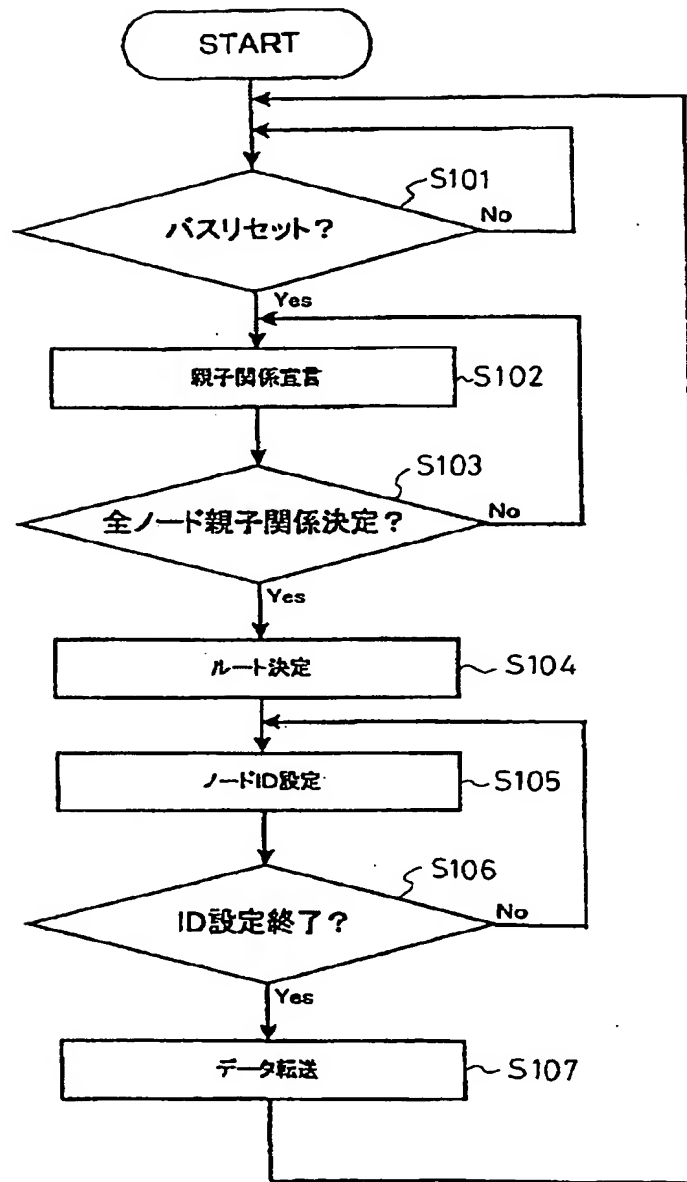 START
S101
バスリセット？
No
Yes
親子関係宣言
S102
S103
全ノード親子関係決定？
No
Yes
ルート決定
S104
ノードID設定
S105
S106
ID設定終了？
No
Yes
データ転送
S107